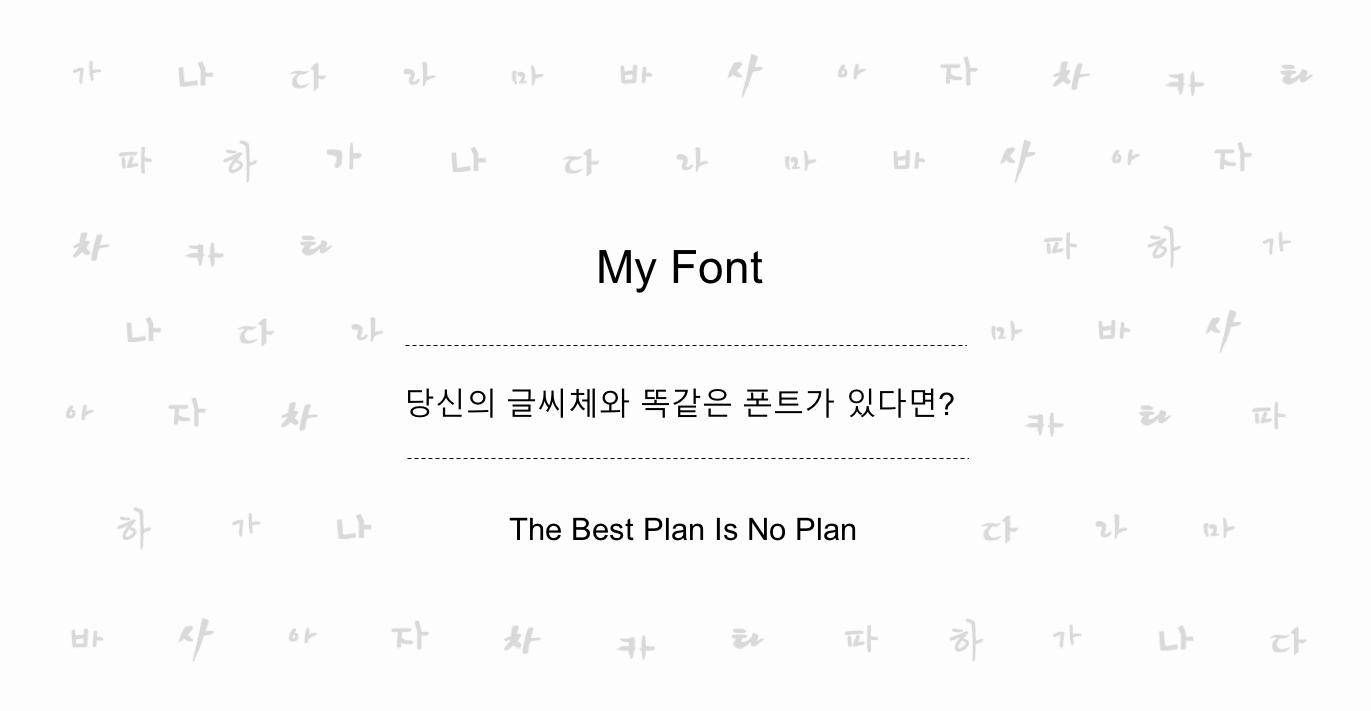 가 나 다 라 마 바 사 아 자 차 카 타
파 하 가 나 다 라 마 바 사 아 자
차 카 타 파 하 가
My Font
나 다 라 마 바 사
당신의 글씨체와 똑같은 폰트가 있다면?
아 자 차 카 타 파
하 가 나 다 라 마
The Best Plan Is No Plan
바 사 아 자 차 카 타 파 하 가 나 다